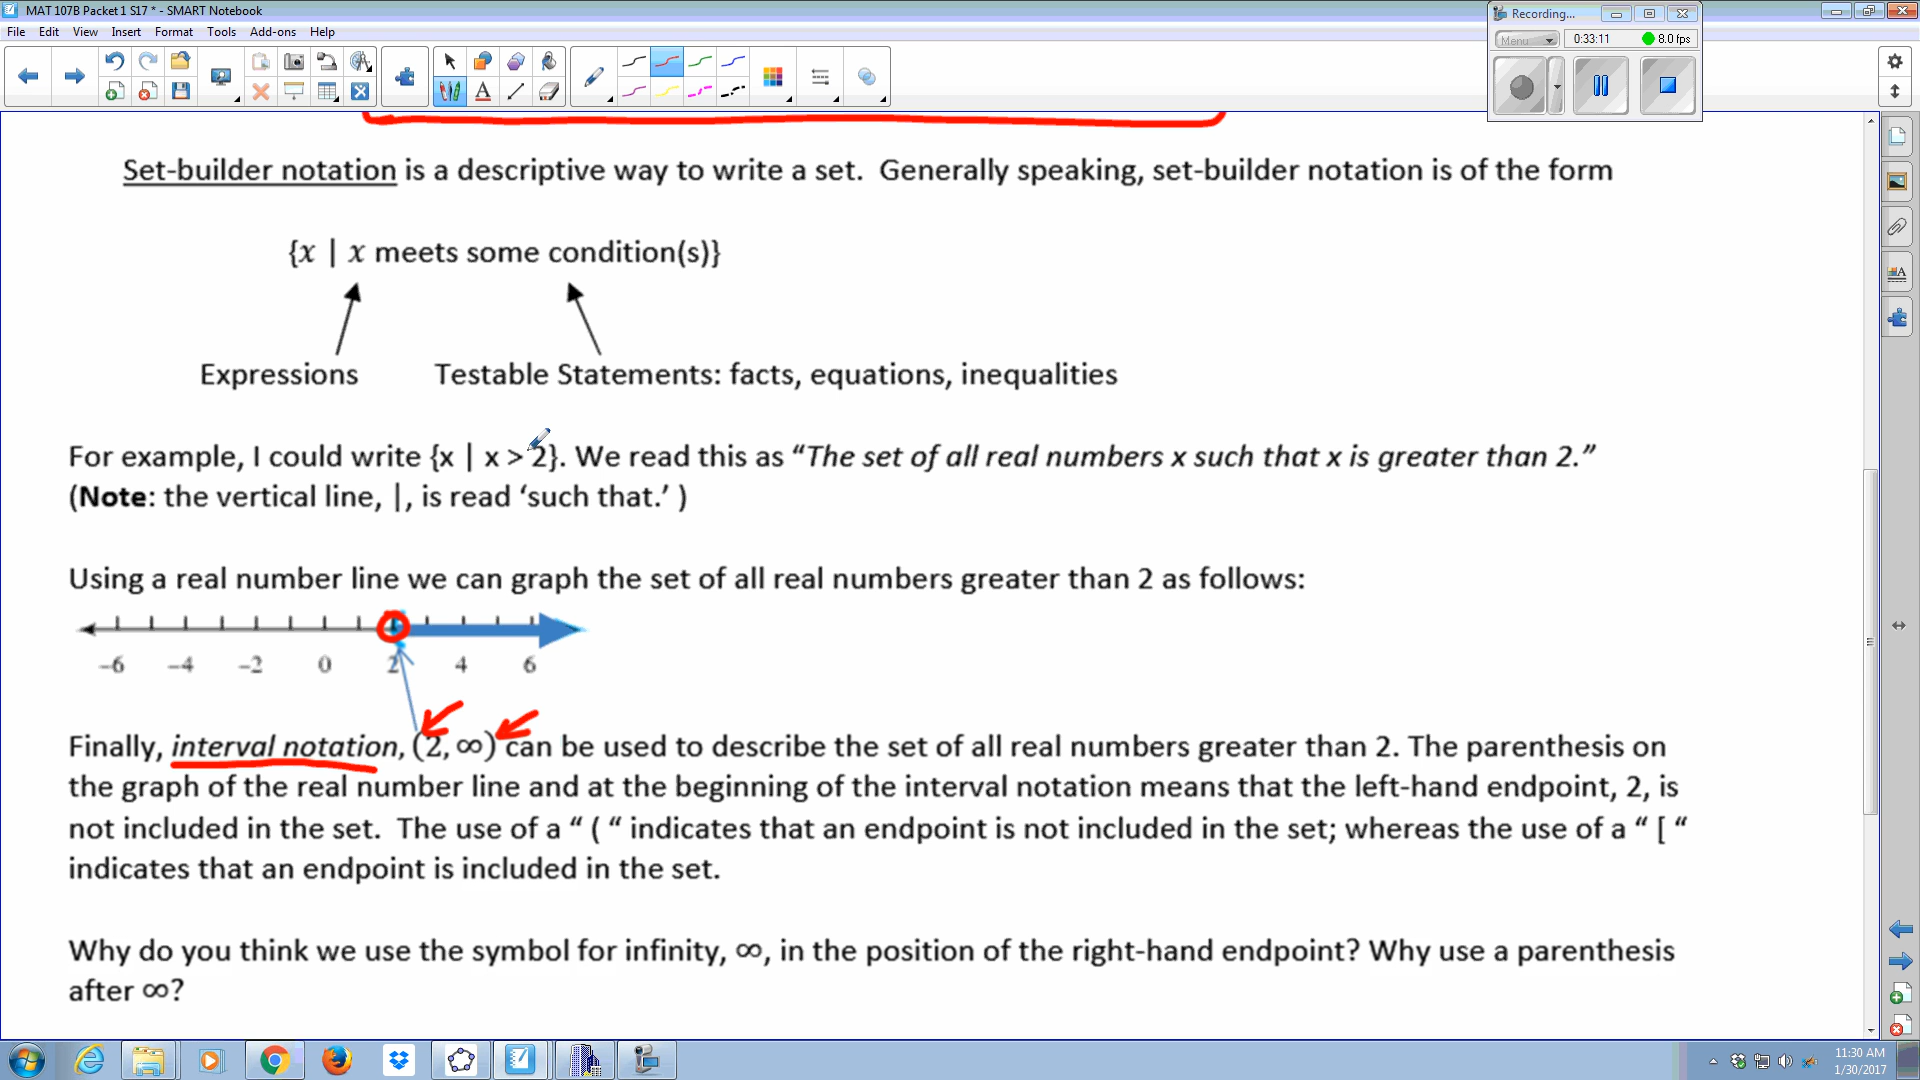 MAT 107B Packet 1 S17 * - SMART Notebook
Recording...
File Edit View Insert Format Tools Add-ons Help
Menu 0:33:11 8.0 fps
Set-builder notation is a descriptive way to write a set. Generally speaking, set-builder notation is of the form
{x | x meets some condition(s)}
Expressions Testable Statements: facts, equations, inequalities
For example, I could write {x | x > 2}. We read this as “The set of all real numbers x such that x is greater than 2.”
(Note: the vertical line, |, is read ‘such that.’ )
Using a real number line we can graph the set of all real numbers greater than 2 as follows:
–6 –4 –2 0 2 4 6
Finally, interval notation, (2, ∞) can be used to describe the set of all real numbers greater than 2. The parenthesis on
the graph of the real number line and at the beginning of the interval notation means that the left-hand endpoint, 2, is
not included in the set. The use of a “ ( “ indicates that an endpoint is not included in the set; whereas the use of a “ [ “
indicates that an endpoint is included in the set.
Why do you think we use the symbol for infinity, ∞, in the position of the right-hand endpoint? Why use a parenthesis
after ∞?
11:30 AM
1/30/2017